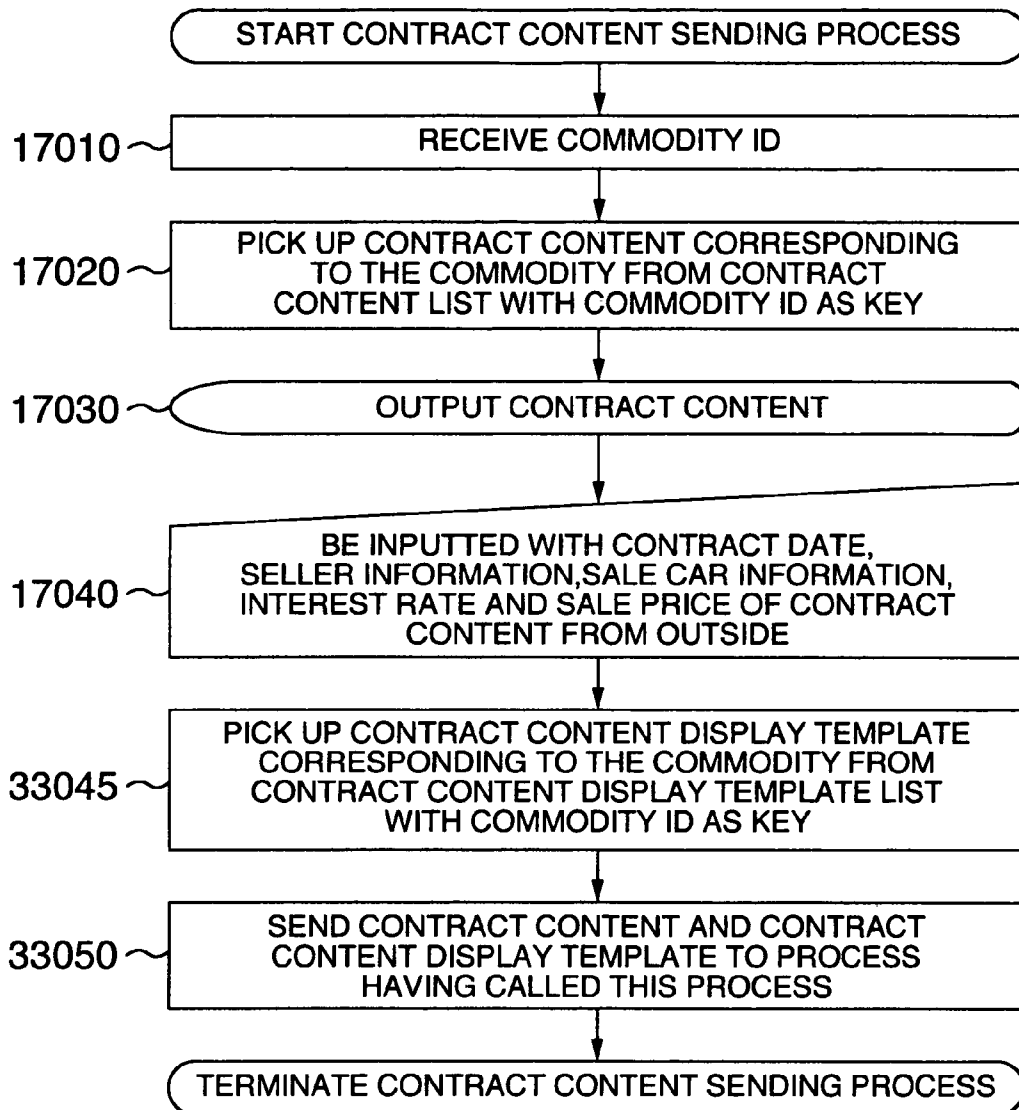 START CONTRACT CONTENT SENDING PROCESS
17010
RECEIVE COMMODITY ID
17020
PICK UP CONTRACT CONTENT CORRESPONDING
TO THE COMMODITY FROM CONTRACT
CONTENT LIST WITH COMMODITY ID AS KEY
17030
OUTPUT CONTRACT CONTENT
17040
BE INPUTTED WITH CONTRACT DATE,
SELLER INFORMATION,SALE CAR INFORMATION,
INTEREST RATE AND SALE PRICE OF CONTRACT
CONTENT FROM OUTSIDE
33045
PICK UP CONTRACT CONTENT DISPLAY TEMPLATE
CORRESPONDING TO THE COMMODITY FROM
CONTRACT CONTENT DISPLAY TEMPLATE LIST
WITH COMMODITY ID AS KEY
33050
SEND CONTRACT CONTENT AND CONTRACT
CONTENT DISPLAY TEMPLATE TO PROCESS
HAVING CALLED THIS PROCESS
TERMINATE CONTRACT CONTENT SENDING PROCESS